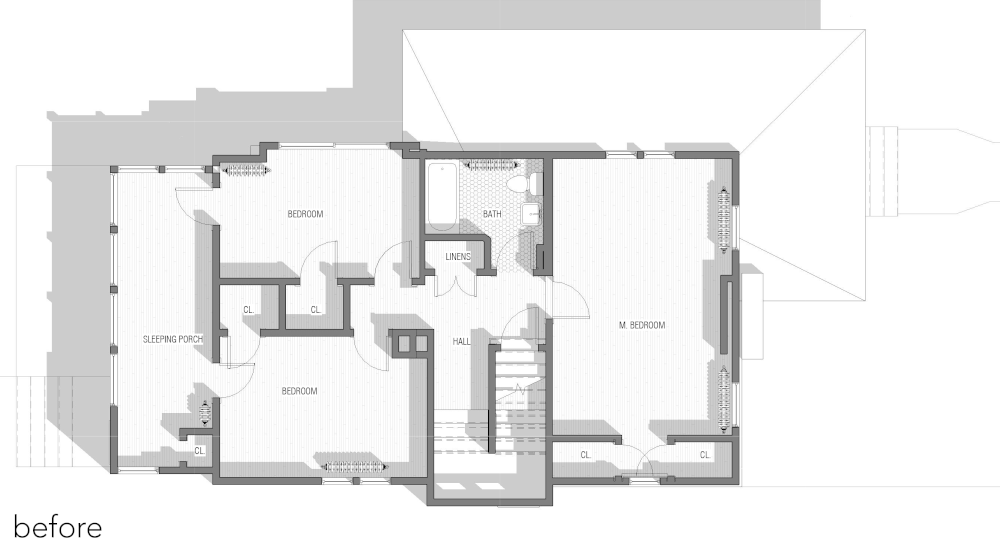 BEDROOM
BATH
LINENS
CL.
CL.
M. BEDROOM
SLEEPING PORCH
HALL
BEDROOM
CL.
CL.
CL.
before